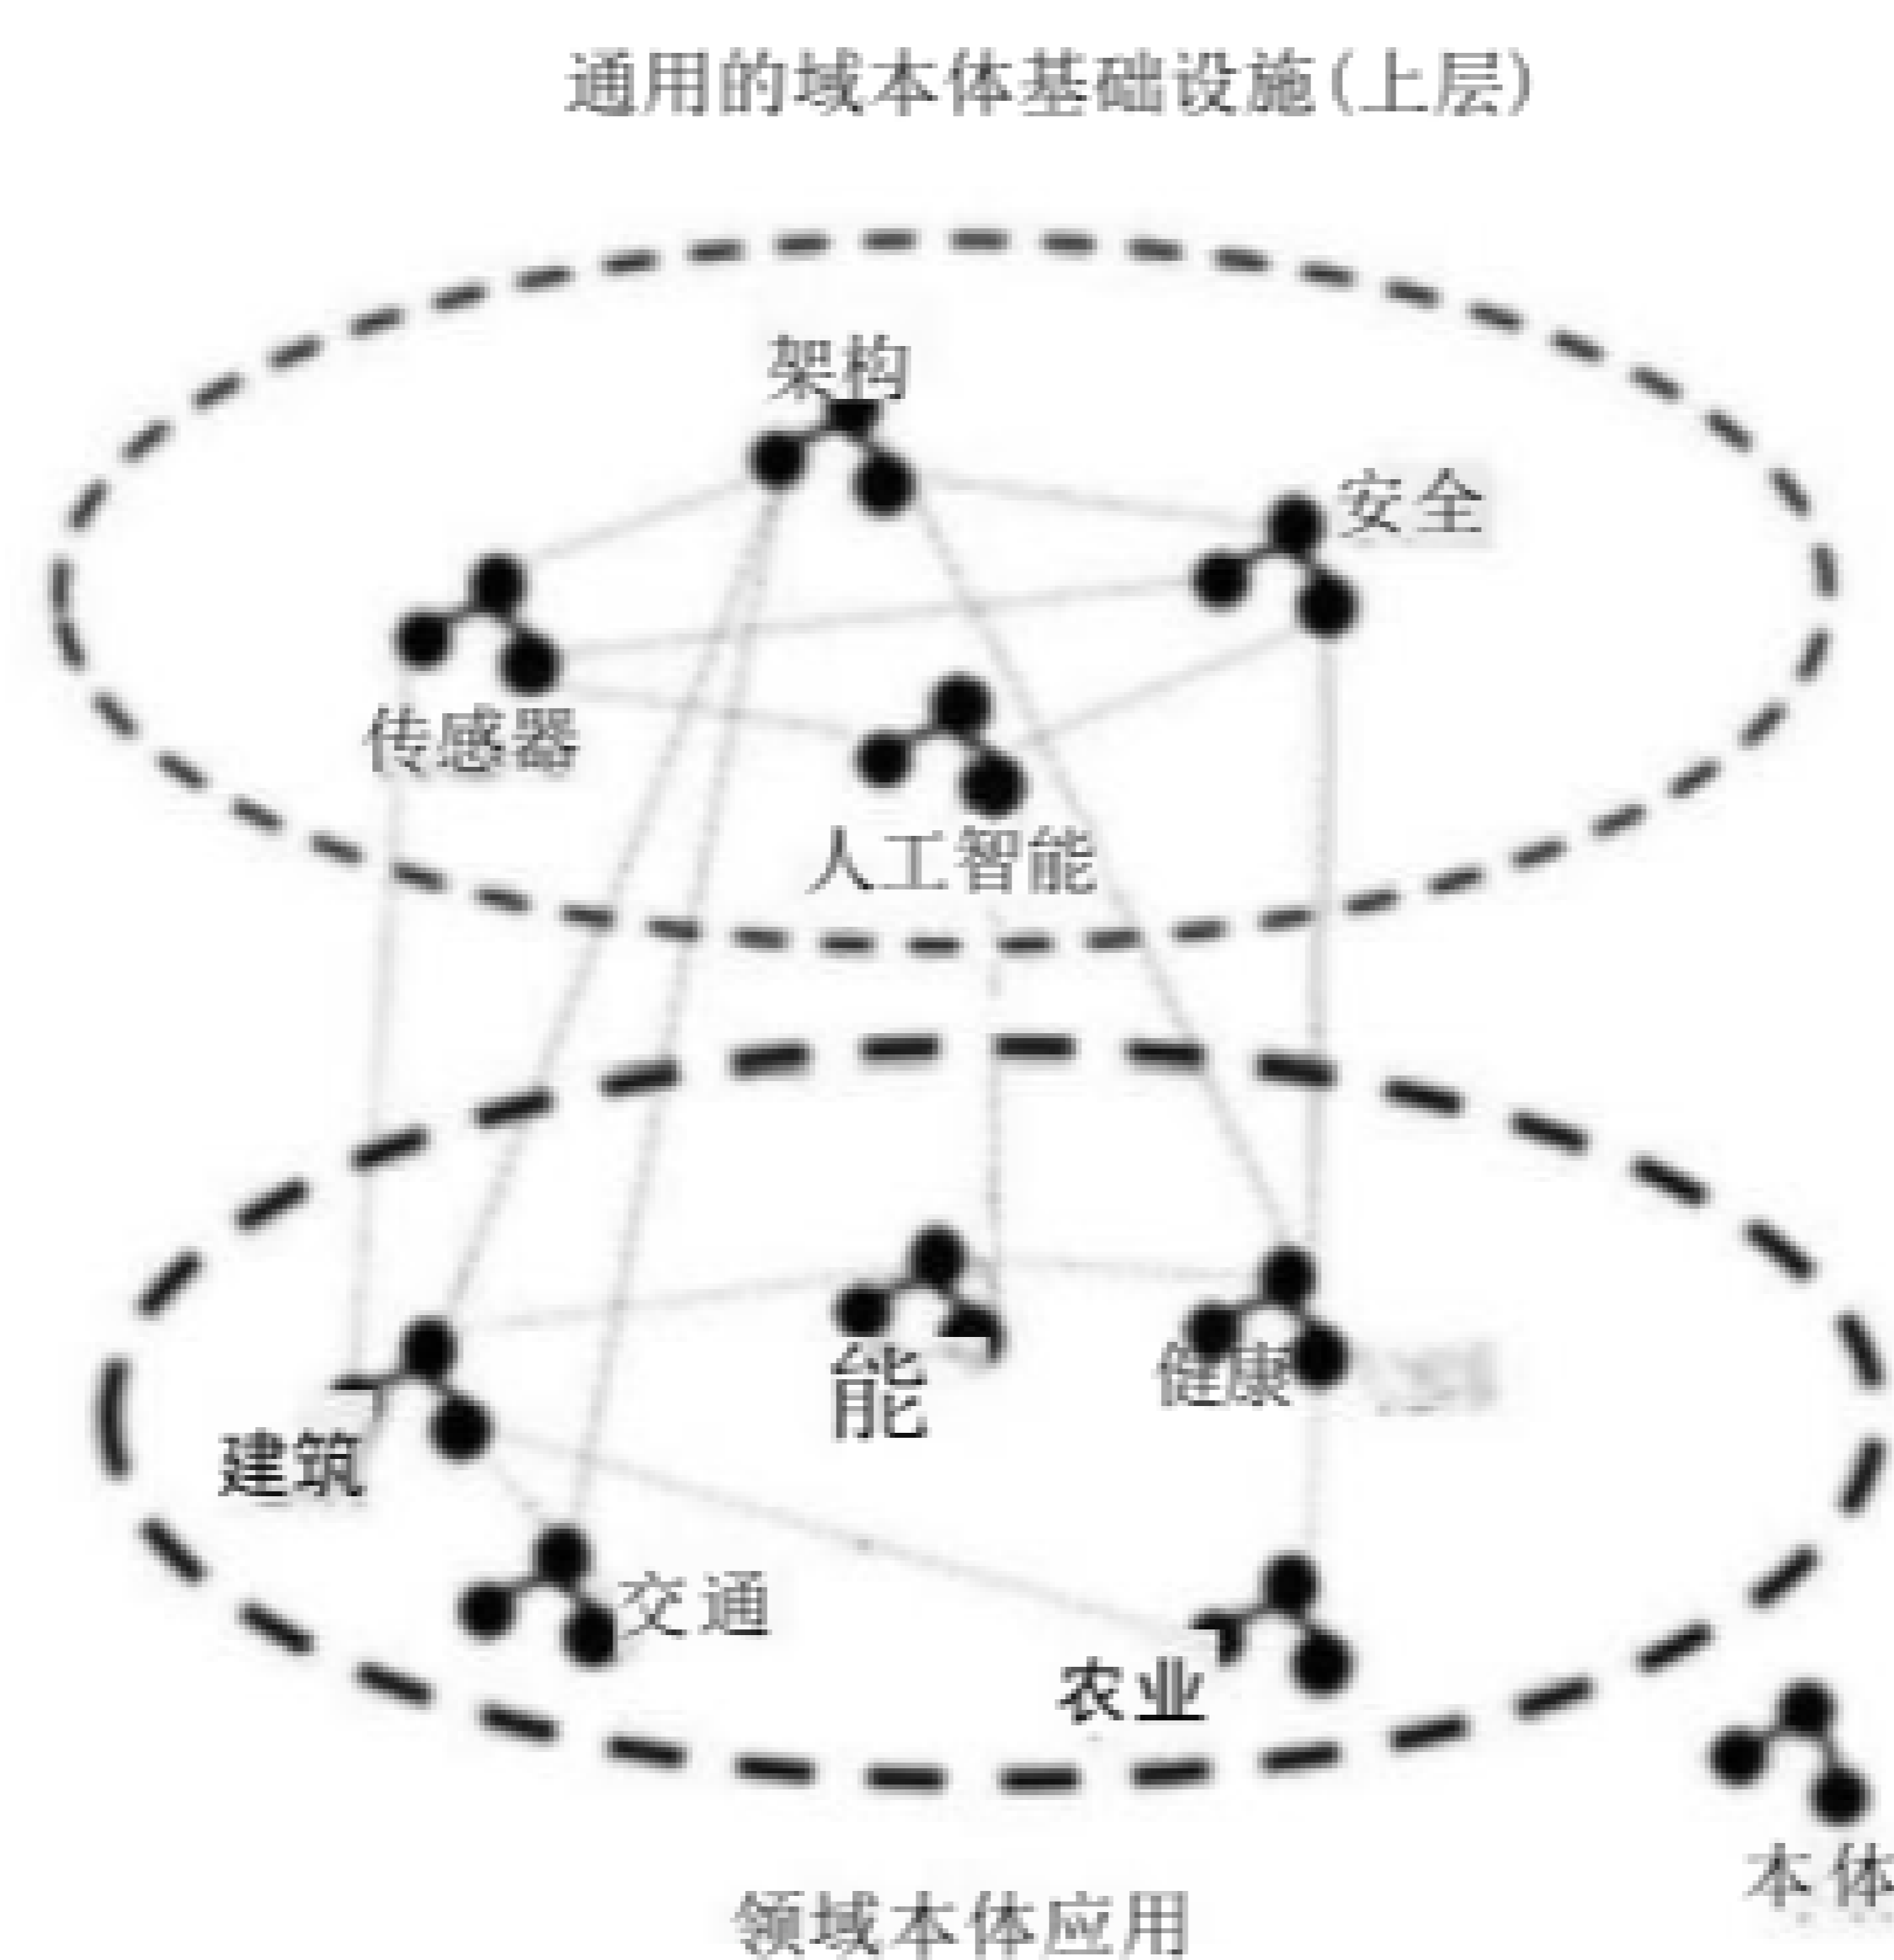 通用的域本体基础设施(上层)
架构
安全
传感器
人工智能
能
健康
建筑
交通
农业
本体
领域本体应用